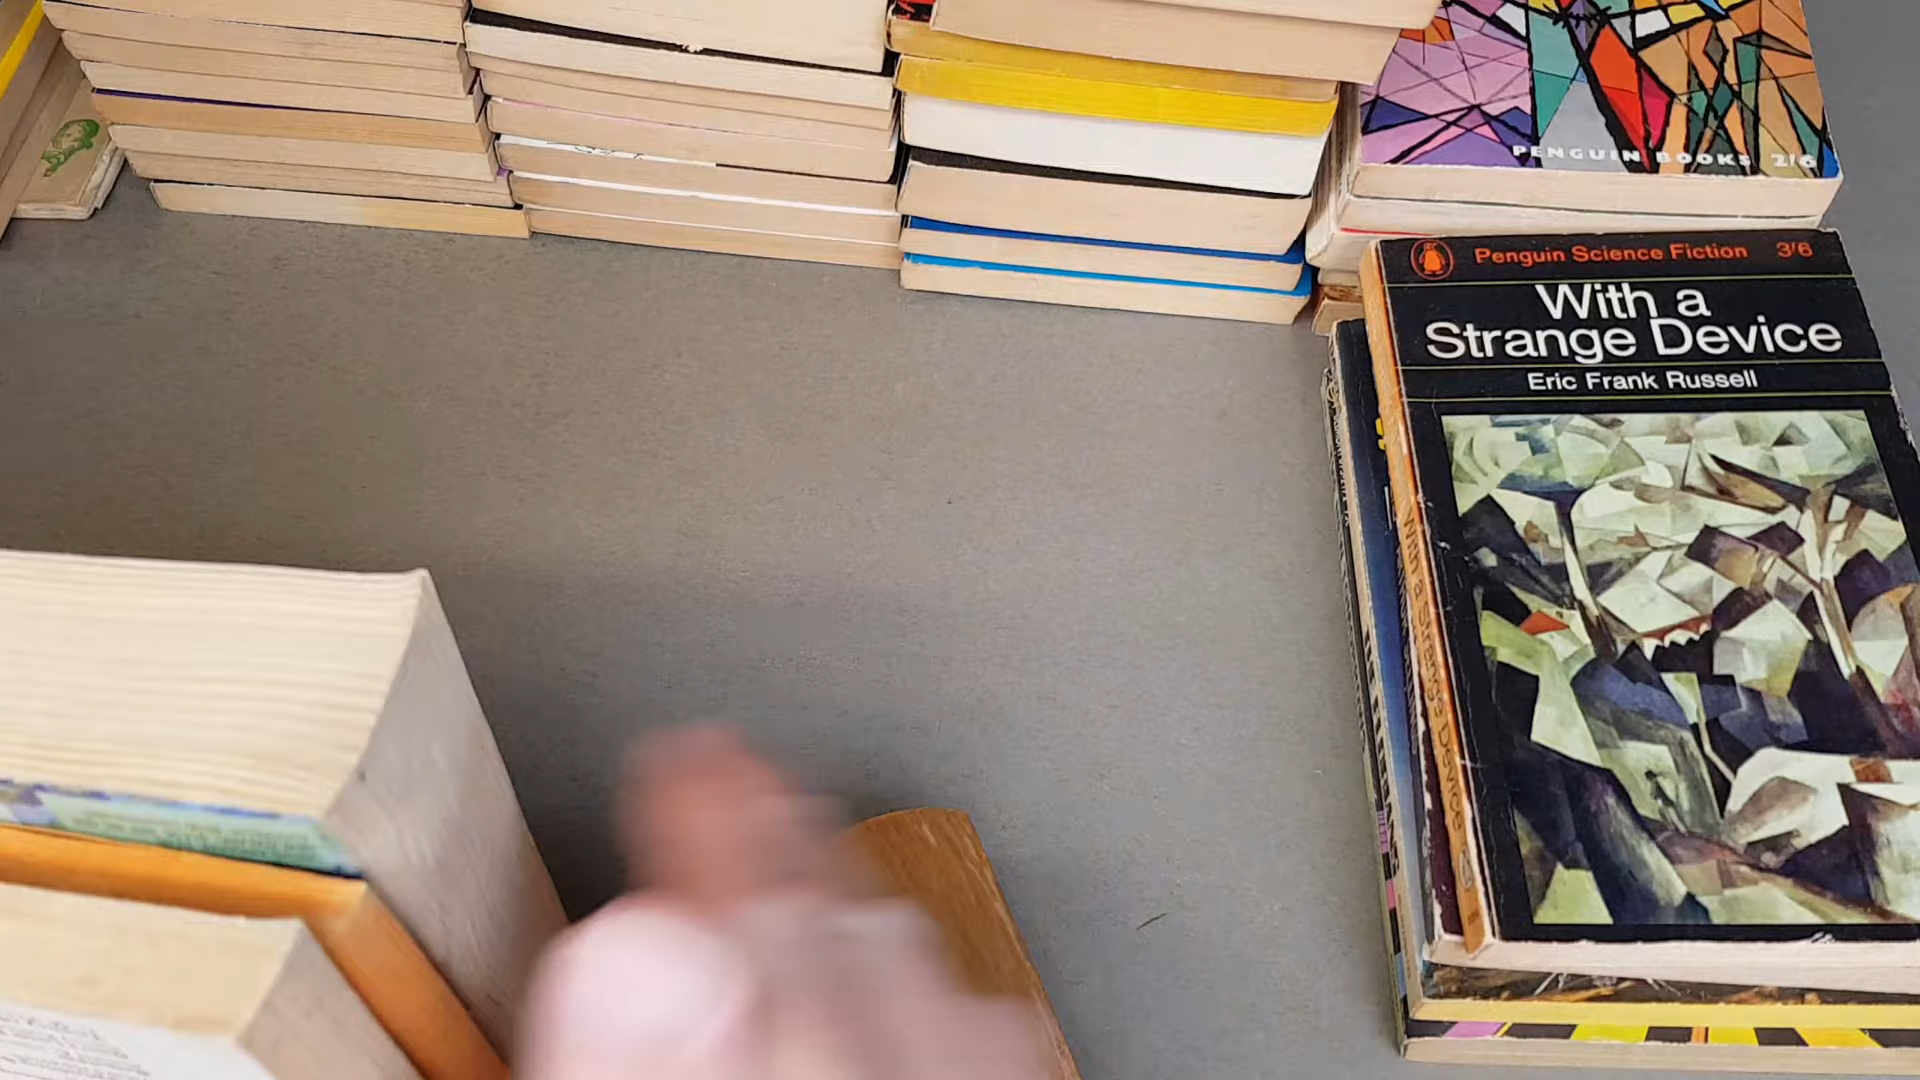 PENGUIN BOOKS 2/6
Penguin Science Fiction 3/6
With a
Strange Device
Eric Frank Russell
With a Strange Device